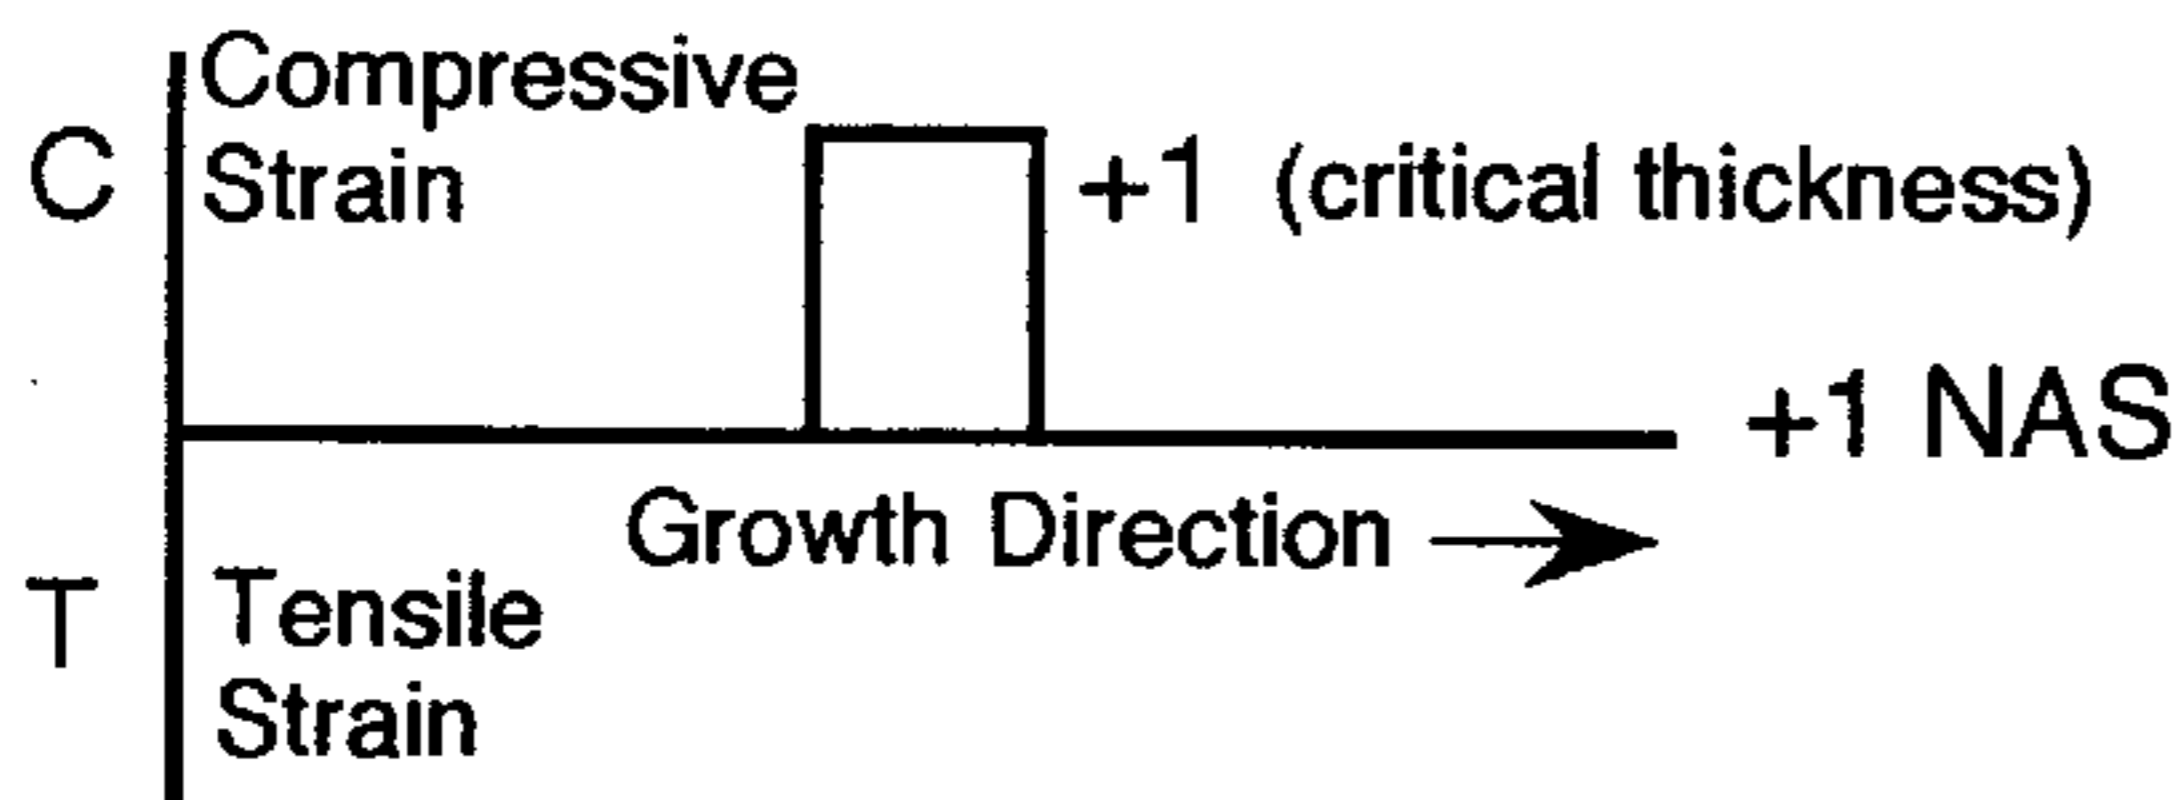 Compressive
C Strain +1 (critical thickness)
+1 NAS
Growth Direction
T Tensile
Strain